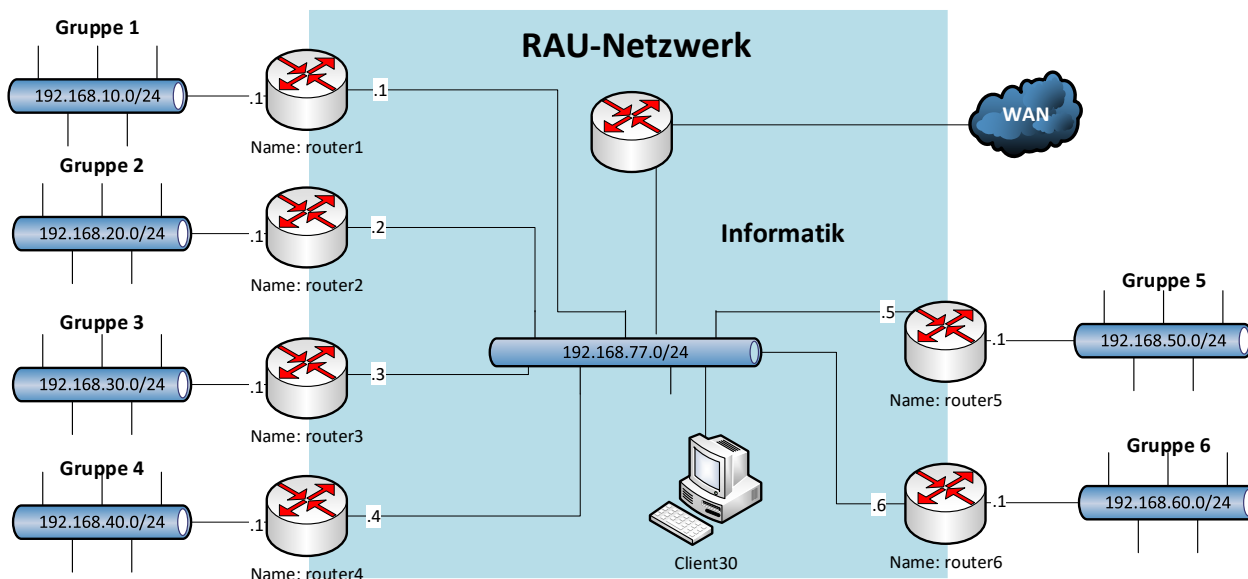 RAU-Netzwerk
Gruppe 1
192.168.10.0/24
.1
.1
Name: router1
WAN
Gruppe 2
192.168.20.0/24
.1
.2
Name: router2
Informatik
Gruppe 3
192.168.30.0/24
.1
.3
Name: router3
192.168.77.0/24
Gruppe 5
.5
.1
192.168.50.0/24
Name: router5
Gruppe 4
192.168.40.0/24
.1
.4
Name: router4
Client30
Gruppe 6
.6
.1
192.168.60.0/24
Name: router6